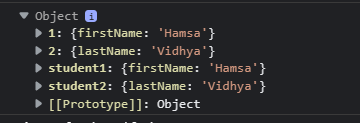 ▼ Object i
▶ 1: {firstName: 'Hamsa'}
▶ 2: {lastName: 'Vidhya'}
▶ student1: {firstName: 'Hamsa'}
▶ student2: {lastName: 'Vidhya'}
▶ [[Prototype]]: Object